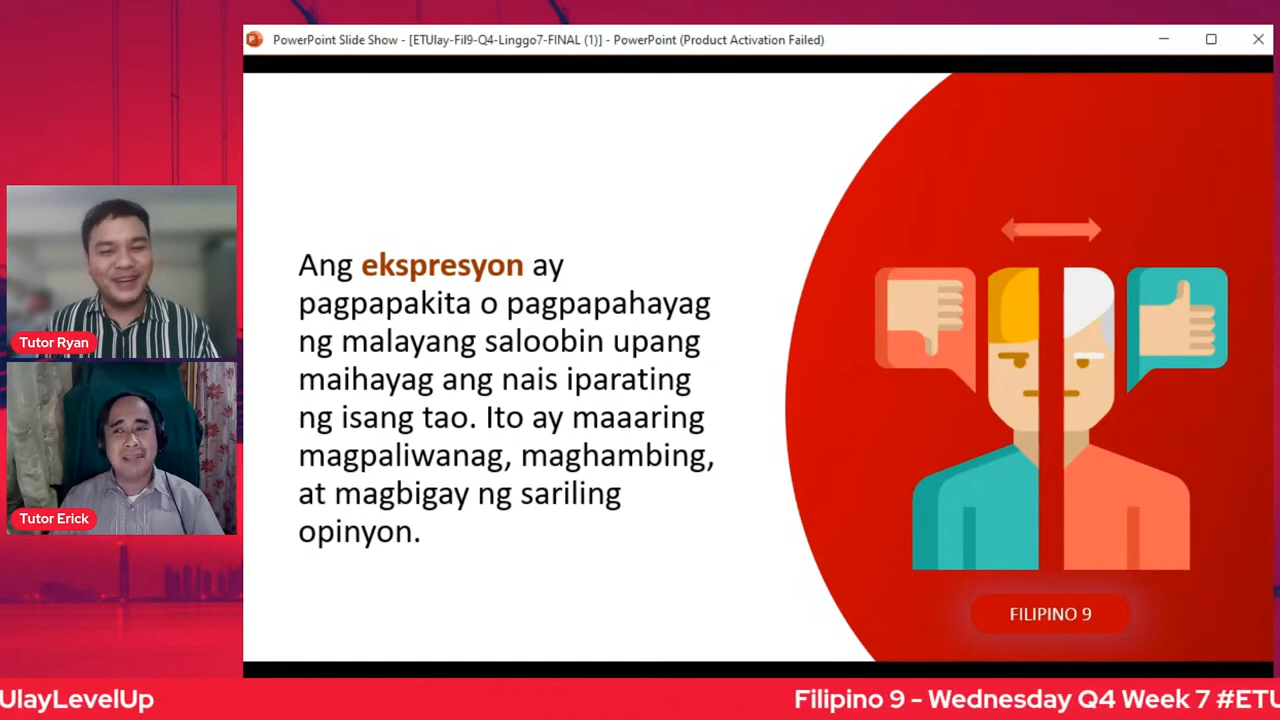 PowerPoint Slide Show - [ETUlay-Fil9-Q4-Linggo7-FINAL (1)] - PowerPoint (Product Activation Failed)
Ang ekspresyon ay
pagpapakita o pagpapahayag
ng malayang saloobin upang
maihayag ang nais iparating
ng isang tao. Ito ay maaaring
magpaliwanag, maghambing,
at magbigay ng sariling
opinyon.
FILIPINO 9
Tutor Ryan
Tutor Erick
UlayLevelUp
Filipino 9 - Wednesday Q4 Week 7 #ETU